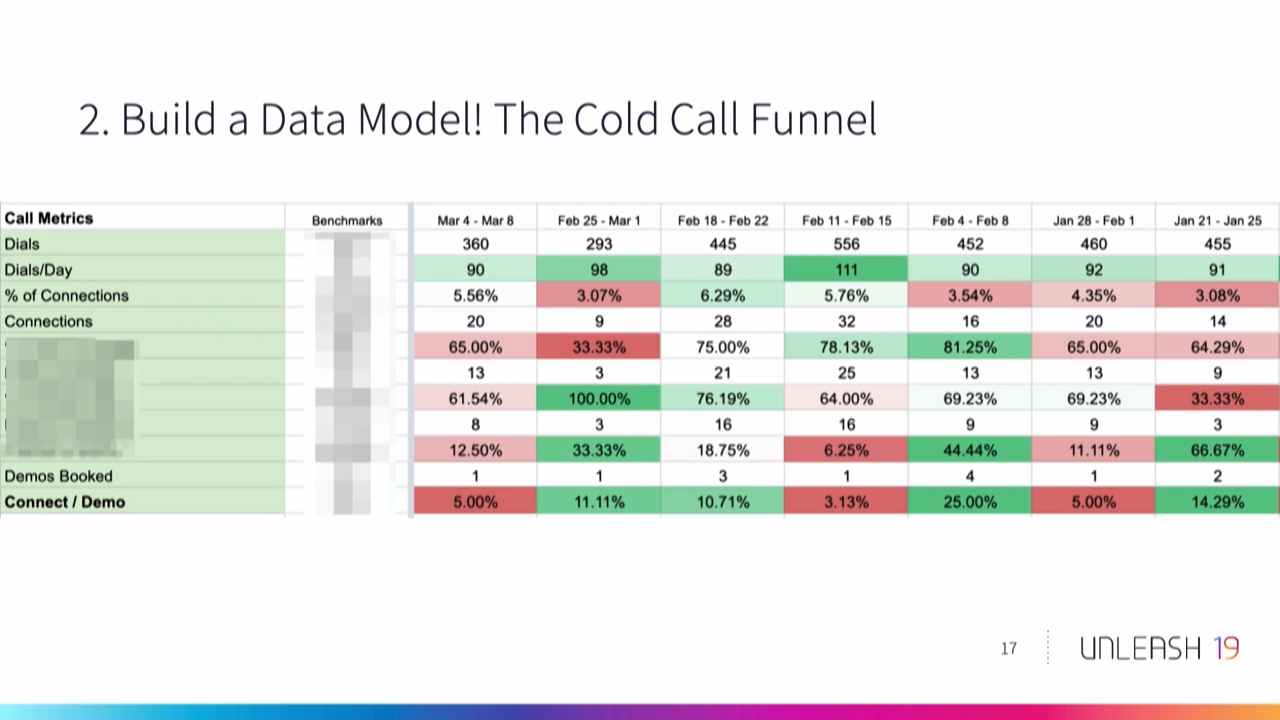 2. Build a Data Model! The Cold Call Funnel
Call Metrics Benchmarks Mar 4 - Mar 8 Feb 25 - Mar 1 Feb 18 - Feb 22 Feb 11 - Feb 15 Feb 4 - Feb 8 Jan 28 - Feb 1 Jan 21 - Jan 25
Dials 360 293 445 556 452 460 455
Dials/Day 90 98 89 111 90 92 91
% of Connections 5.56% 3.07% 6.29% 5.76% 3.54% 4.35% 3.08%
Connections 20 9 28 32 16 20 14
65.00% 33.33% 75.00% 78.13% 81.25% 65.00% 64.29%
13 3 21 25 13 13 9
61.54% 100.00% 76.19% 64.00% 69.23% 69.23% 33.33%
8 3 16 16 9 9 3
12.50% 33.33% 18.75% 6.25% 44.44% 11.11% 66.67%
Demos Booked 1 1 3 1 4 1 2
Connect / Demo 5.00% 11.11% 10.71% 3.13% 25.00% 5.00% 14.29%
17 UNLEASH 19